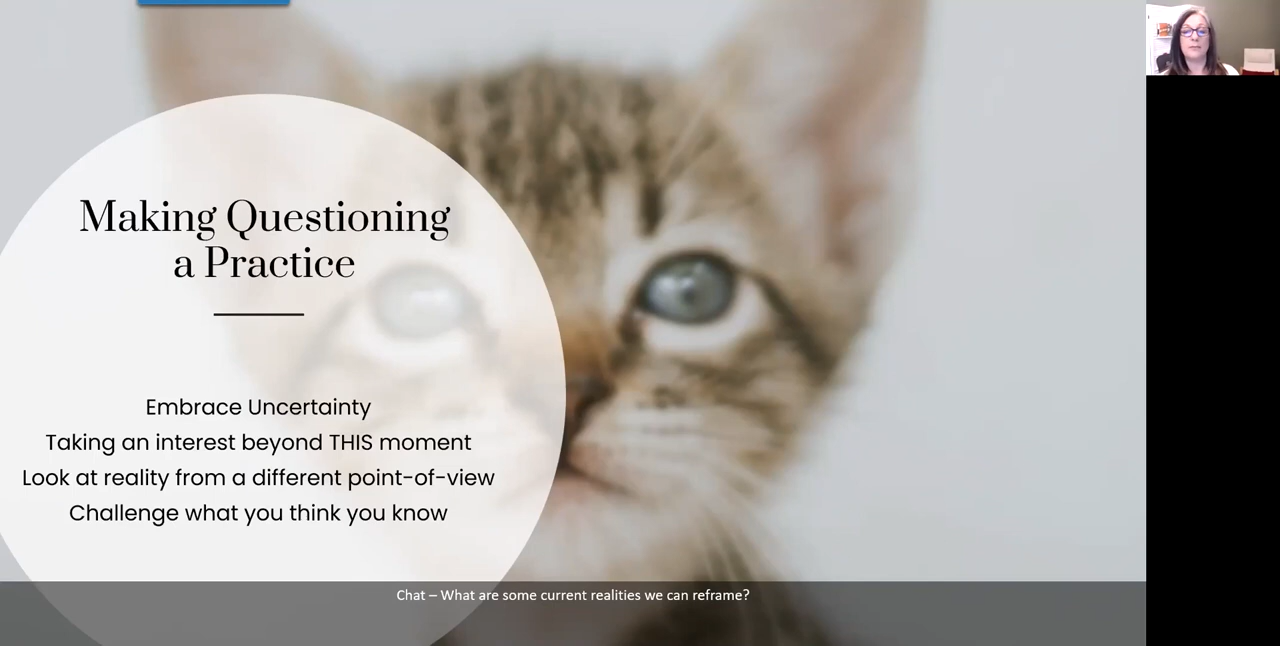 Making Questioning
a Practice
Embrace Uncertainty
Taking an interest beyond THIS moment
Look at reality from a different point-of-view
Challenge what you think you know
Chat – What are some current realities we can reframe?